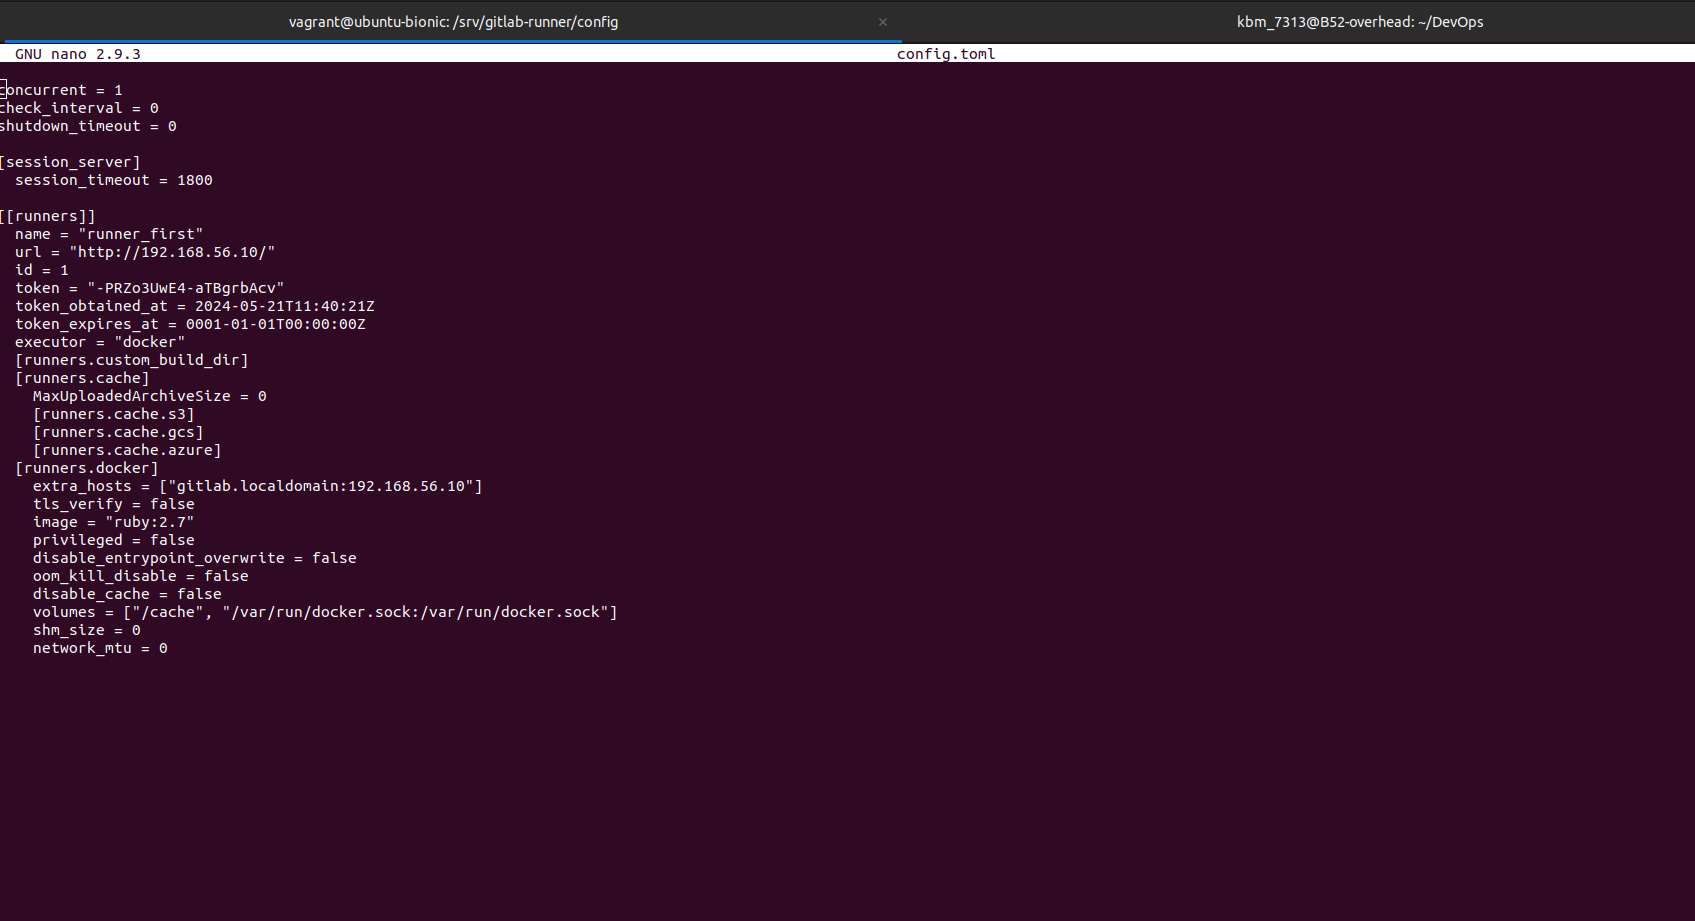 vagrant@ubuntu-bionic: /srv/gitlab-runner/config × kbm_7313@B52-overhead: ~/DevOps
GNU nano 2.9.3 config.toml
concurrent = 1
check_interval = 0
shutdown_timeout = 0
[session_server]
session_timeout = 1800
[[runners]]
name = "runner_first"
url = "http://192.168.56.10/"
id = 1
token = "-PRZo3UwE4-aTBgrbAcv"
token_obtained_at = 2024-05-21T11:40:21Z
token_expires_at = 0001-01-01T00:00:00Z
executor = "docker"
[runners.custom_build_dir]
[runners.cache]
MaxUploadedArchiveSize = 0
[runners.cache.s3]
[runners.cache.gcs]
[runners.cache.azure]
[runners.docker]
extra_hosts = ["gitlab.localdomain:192.168.56.10"]
tls_verify = false
image = "ruby:2.7"
privileged = false
disable_entrypoint_overwrite = false
oom_kill_disable = false
disable_cache = false
volumes = ["/cache", "/var/run/docker.sock:/var/run/docker.sock"]
shm_size = 0
network_mtu = 0